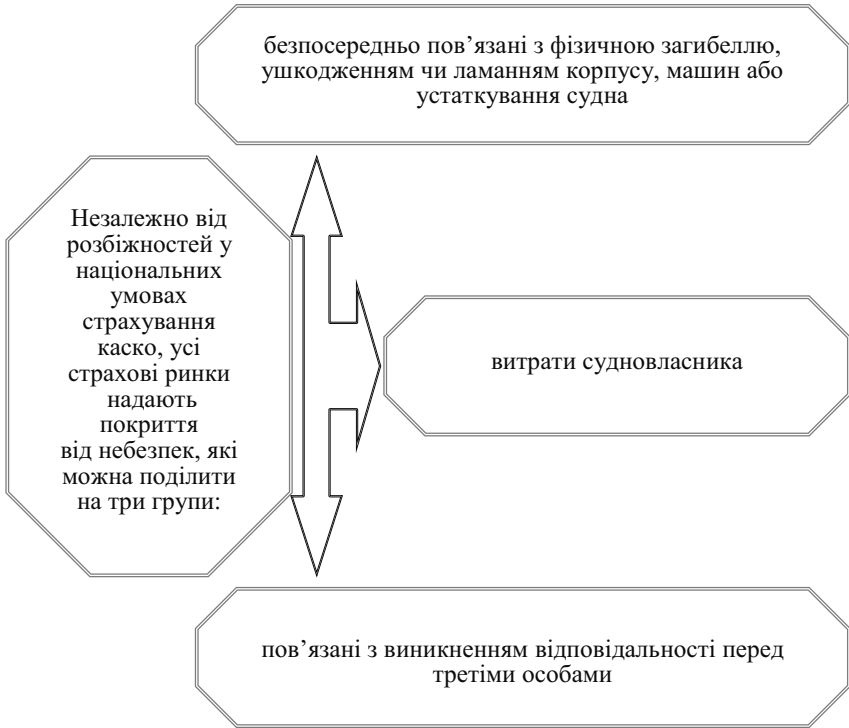 безпосередньо пов’язані з фізичною загибеллю,
ушкодженням чи ламанням корпусу, машин або
устаткування судна
Незалежно від
розбіжностей у
національних
умовах
страхування
каско, усі
страхові ринки
надають
покриття
від небезпек, які
можна поділити
на три групи:
витрати судновласника
пов’язані з виникненням відповідальності перед
третіми особами